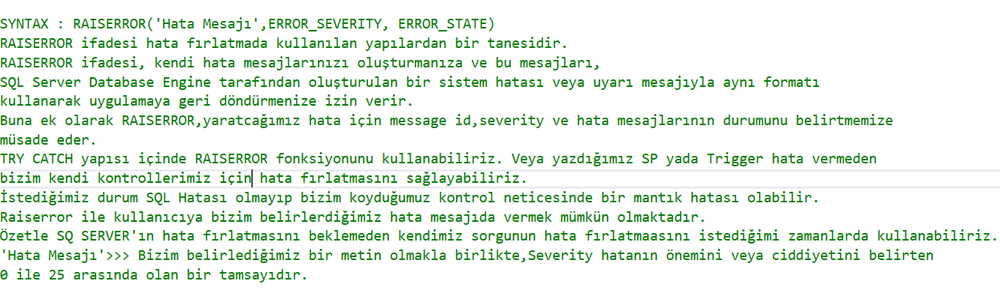 SYNTAX : RAISERROR('Hata Mesajı',ERROR_SEVERITY, ERROR_STATE)
RAISERROR ifadesi hata fırlatmada kullanılan yapılardan bir tanesidir.
RAISERROR ifadesi, kendi hata mesajlarınızı oluşturmanıza ve bu mesajları,
SQL Server Database Engine tarafından oluşturulan bir sistem hatası veya uyarı mesajıyla aynı formatı
kullanarak uygulamaya geri döndürmenize izin verir.
Buna ek olarak RAISERROR,yaratcağımız hata için message id,severity ve hata mesajlarının durumunu belirtmemize
müsade eder.
TRY CATCH yapısı içinde RAISERROR fonksiyonunu kullanabiliriz. Veya yazdığımız SP yada Trigger hata vermeden
bizim kendi kontrollerimiz için hata fırlatmasını sağlayabiliriz.
İstediğimiz durum SQL Hatası olmayıp bizim koyduğumuz kontrol neticesinde bir mantık hatası olabilir.
Raiserror ile kullanıcıya bizim belirlerdiğimiz hata mesajıda vermek mümkün olmaktadır.
Özetle SQ SERVER'ın hata fırlatmasını beklemeden kendimiz sorgunun hata fırlatmaasını istediğimi zamanlarda kullanabiliriz.
'Hata Mesajı'>>> Bizim belirlediğimiz bir metin olmakla birlikte,Severity hatanın önemini veya ciddiyetini belirten
0 ile 25 arasında olan bir tamsayıdır.